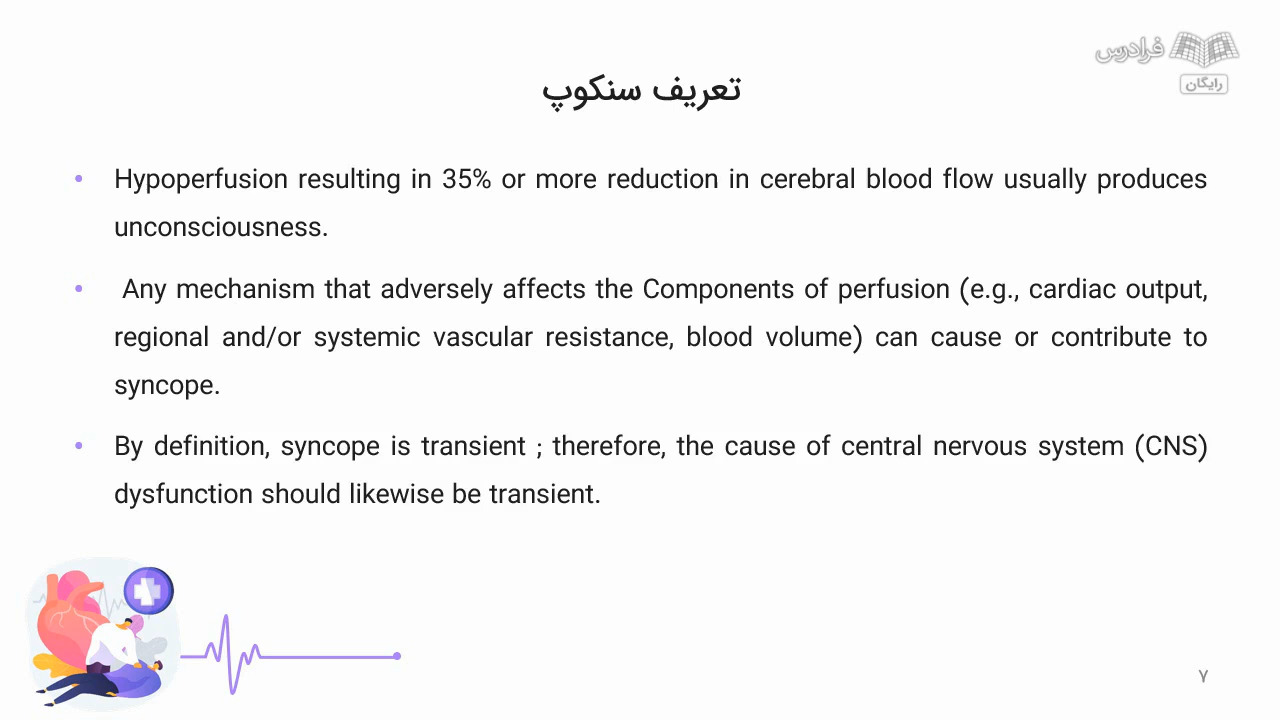 فرادرس
رایگان
تعریف سنکوپ
• Hypoperfusion resulting in 35% or more reduction in cerebral blood flow usually produces
unconsciousness.
• Any mechanism that adversely affects the Components of perfusion (e.g., cardiac output,
regional and/or systemic vascular resistance, blood volume) can cause or contribute to
syncope.
• By definition, syncope is transient ; therefore, the cause of central nervous system (CNS)
dysfunction should likewise be transient.
۷